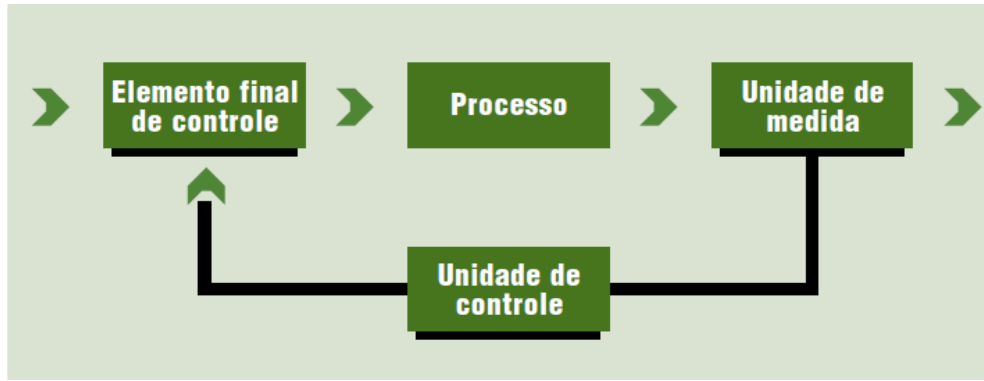 Elemento final
de controle
Processo
Unidade de
medida
Unidade de
controle